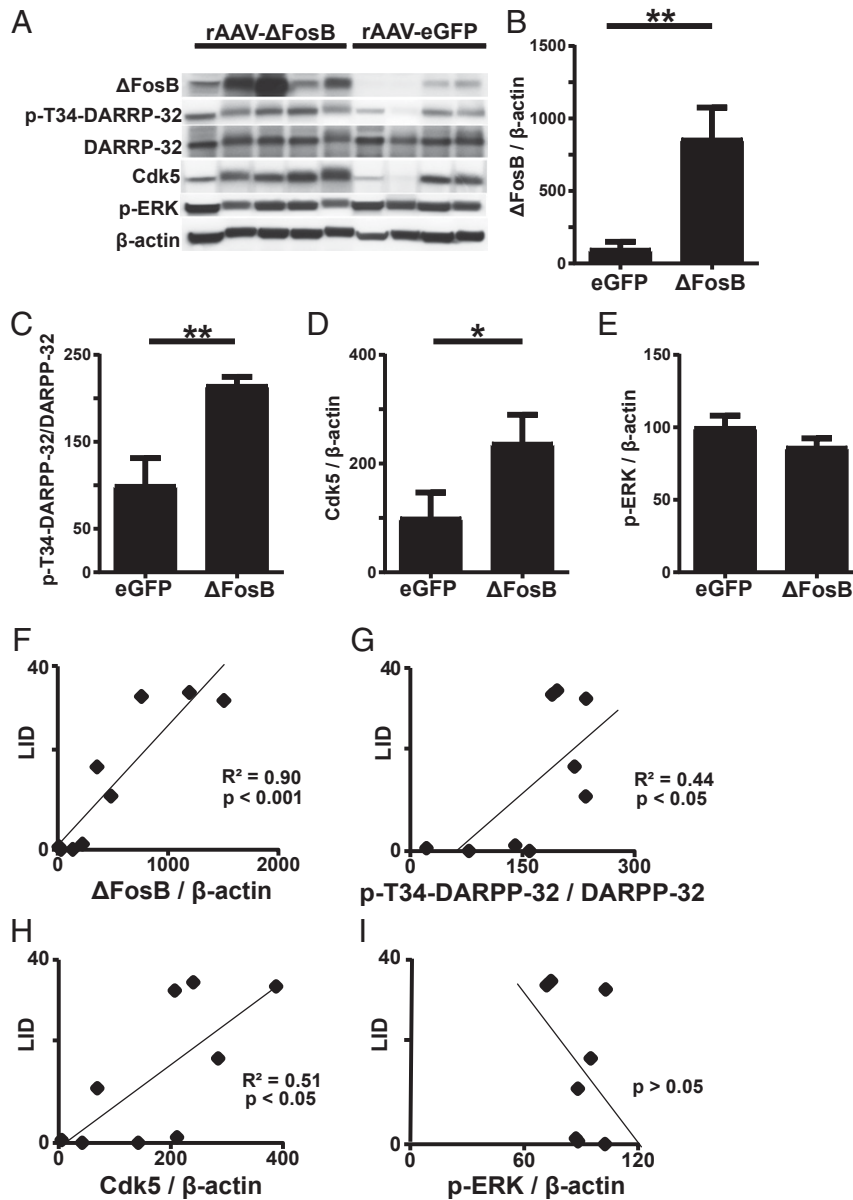 A
rAAV-ΔFosB rAAV-eGFP
ΔFosB
p-T34-DARRP-32
DARRP-32
Cdk5
p-ERK
β-actin
B
**
1500
1000
500
0
ΔFosB / β-actin
eGFP ΔFosB
C
**
250
150
50
0
p-T34-DARPP-32/DARPP-32
eGFP ΔFosB
D
*
400
200
0
Cdk5 / β-actin
eGFP ΔFosB
E
150
100
50
0
p-ERK / β-actin
eGFP ΔFosB
F
40
LID
R² = 0.90
p < 0.001
0
0 1000 2000
ΔFosB / β-actin
G
40
LID
R² = 0.44
p < 0.05
0
0 150 300
p-T34-DARPP-32 / DARPP-32
H
40
LID
R² = 0.51
p < 0.05
0
0 200 400
Cdk5 / β-actin
I
40
LID
p > 0.05
0
0 60 120
p-ERK / β-actin